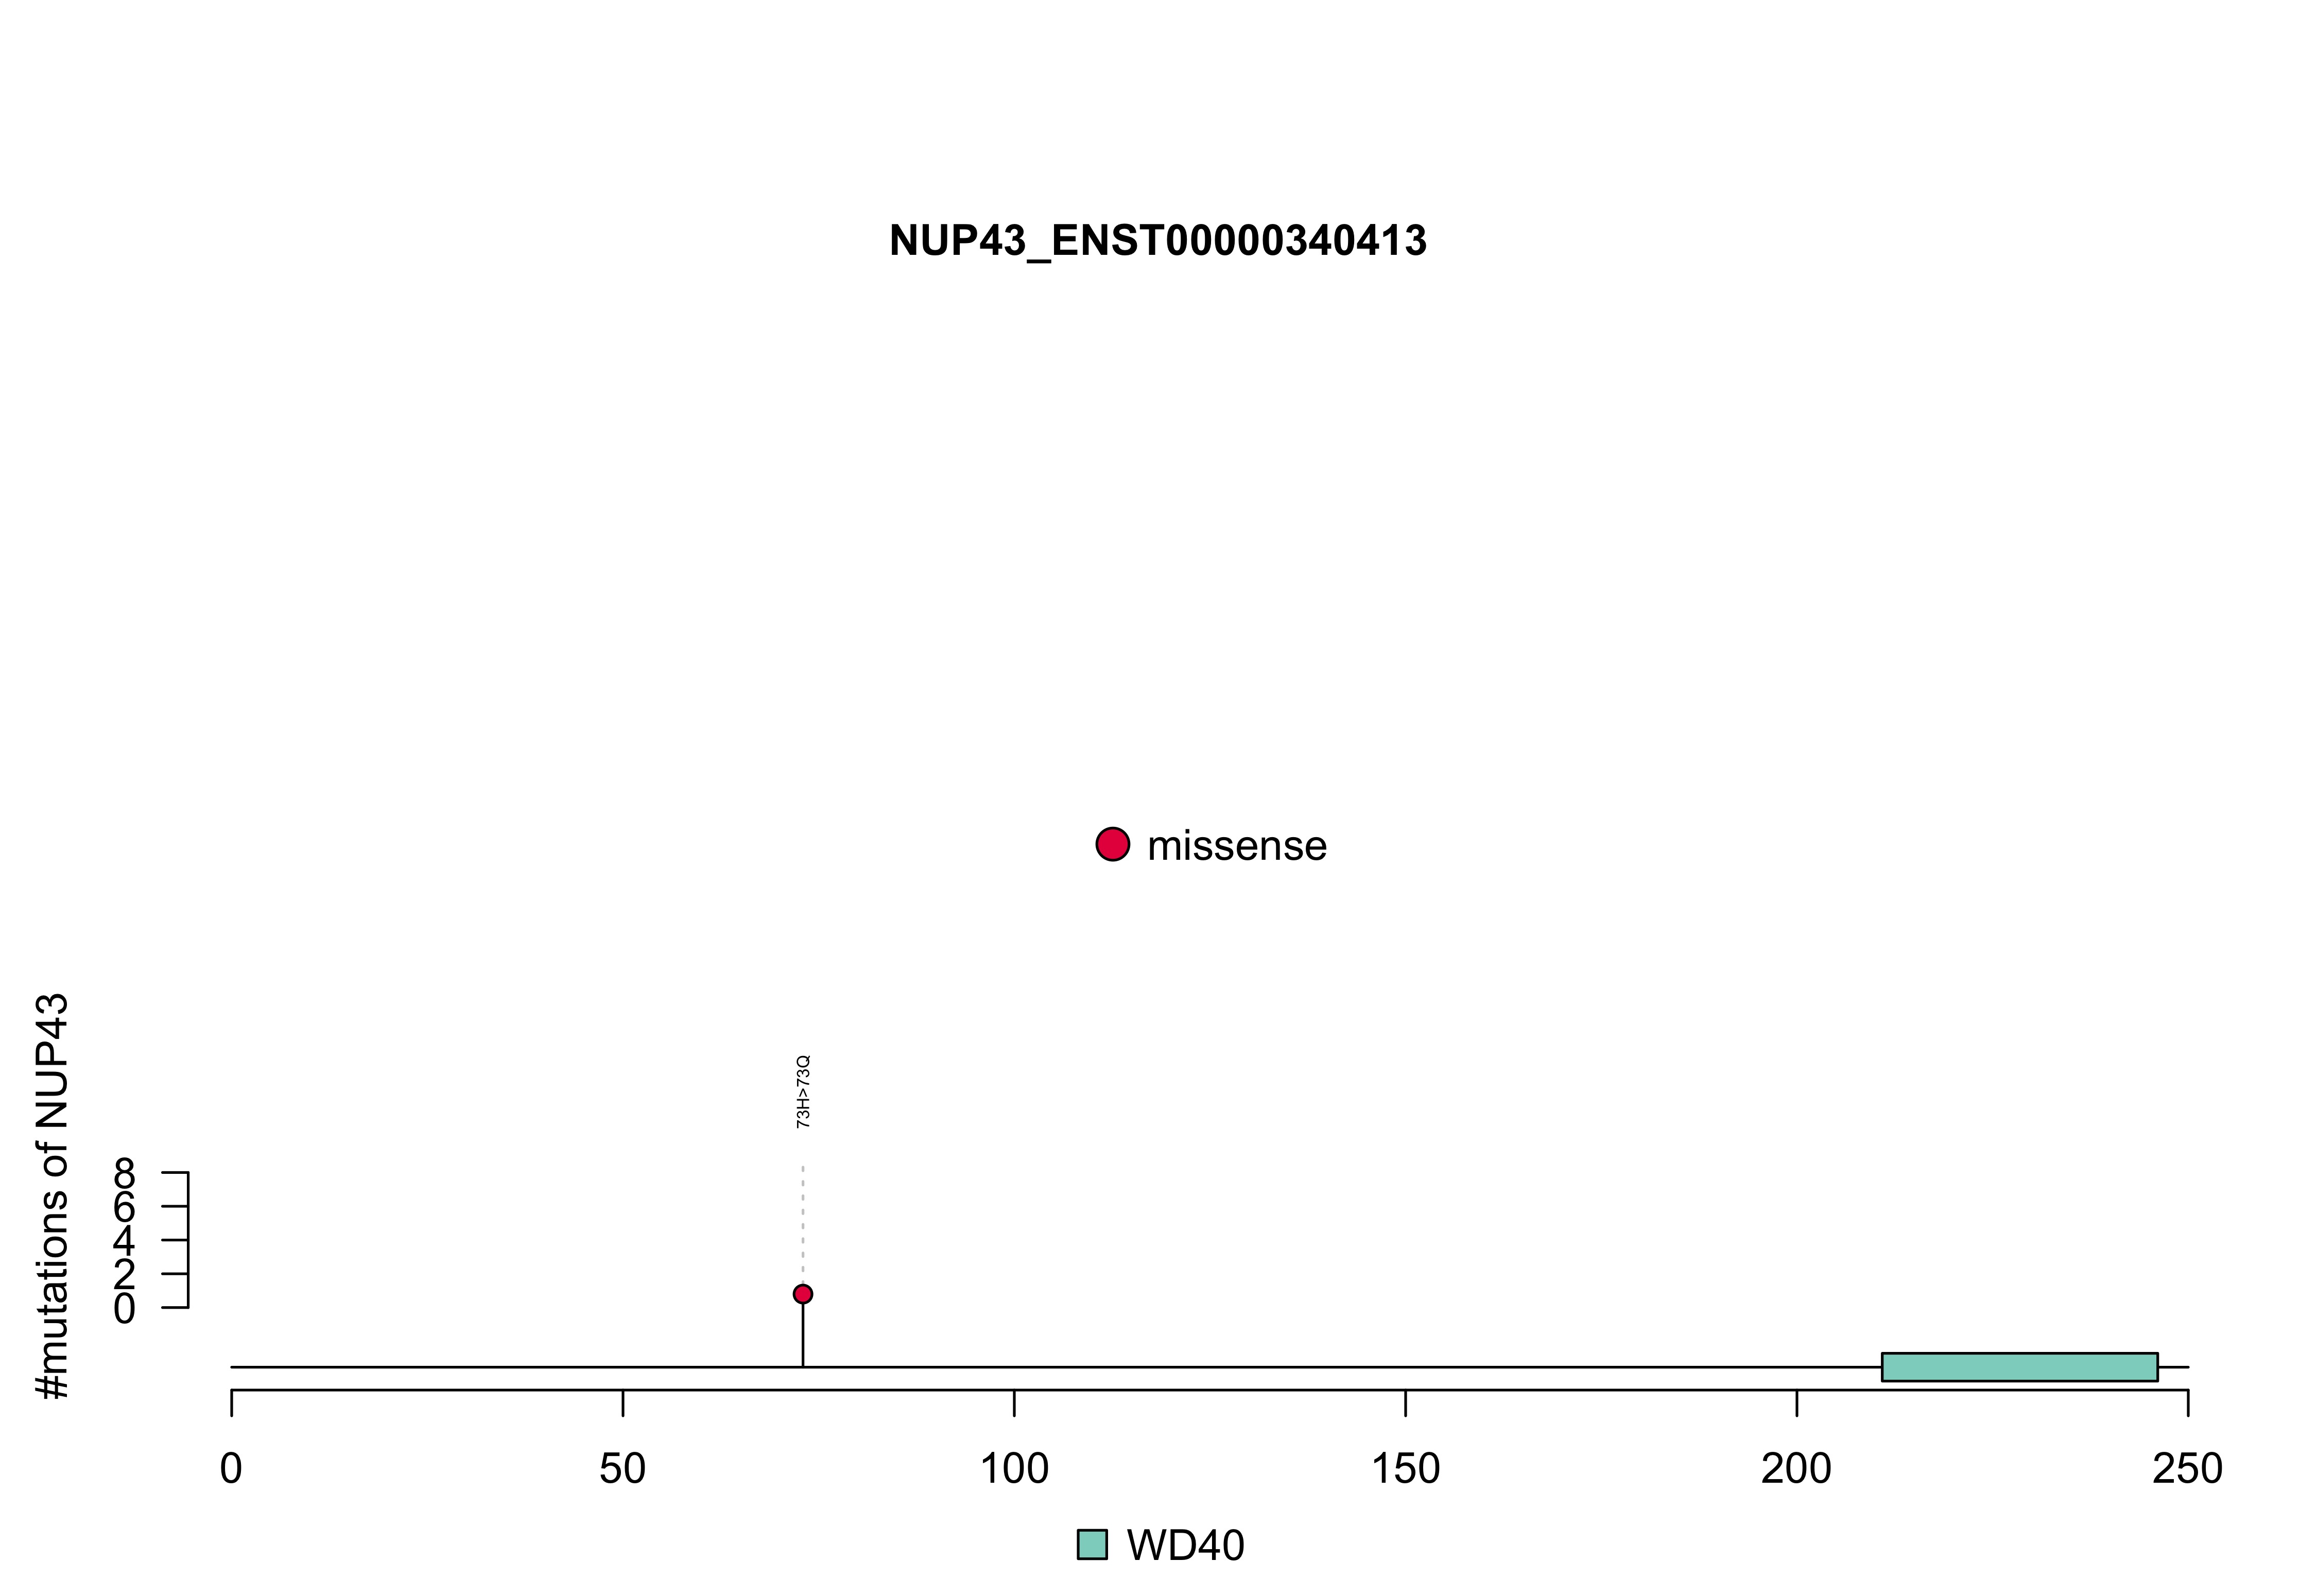 NUP43_ENST00000340413
missense
#mutations of NUP43
73H>73Q
8
6
4
2
0
0 50 100 150 200 250
WD40